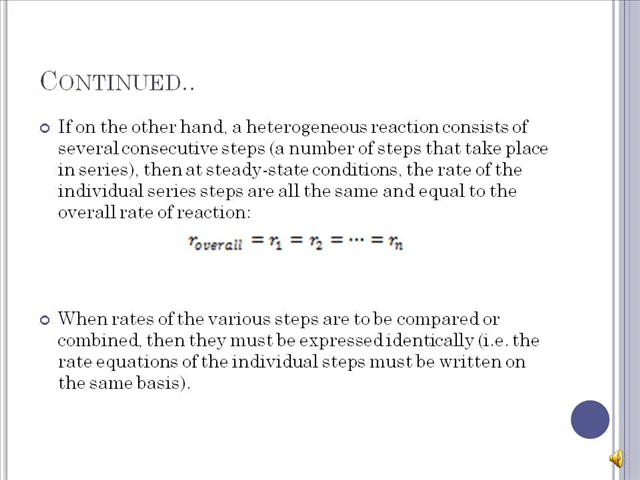 CONTINUED..
If on the other hand, a heterogeneous reaction consists of
several consecutive steps (a number of steps that take place
in series), then at steady-state conditions, the rate of the
individual series steps are all the same and equal to the
overall rate of reaction:
r_overall = r_1 = r_2 = ⋯ = r_n
When rates of the various steps are to be compared or
combined, then they must be expressed identically (i.e. the
rate equations of the individual steps must be written on
the same basis).